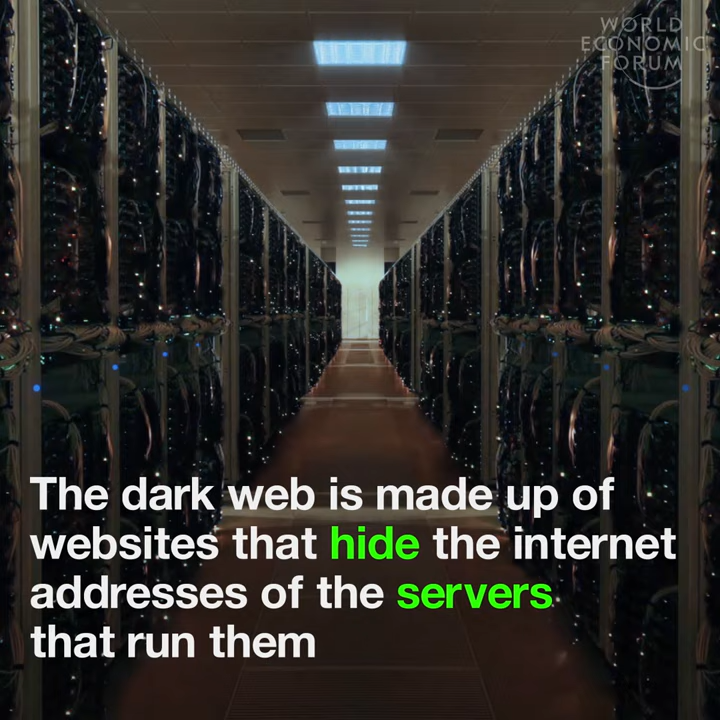 WORLD
ECONOMIC
FORUM
The dark web is made up of
websites that hide the internet
addresses of the servers
that run them